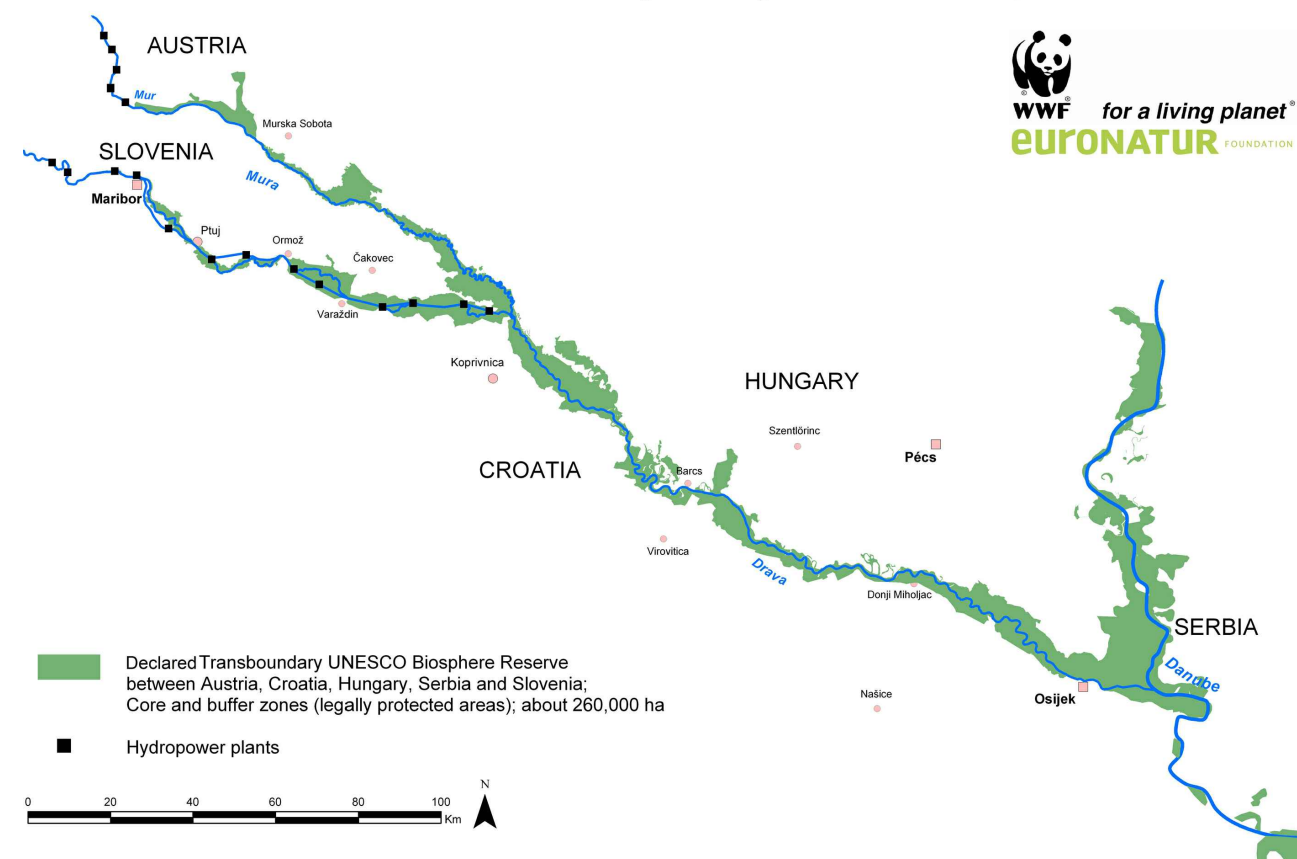 AUSTRIA
Mur
Murska Sobota
SLOVENIA
Mura
Maribor
Ptuj
Ormož
Čakovec
Varaždin
Koprivnica
HUNGARY
Szentlörinc
Pécs
CROATIA
Barcs
Virovitica
Drava
Donji Miholjac
SERBIA
Danube
Osijek
Našice
WWF for a living planet®
euroNATUR FOUNDATION
Declared Transboundary UNESCO Biosphere Reserve
between Austria, Croatia, Hungary, Serbia and Slovenia;
Core and buffer zones (legally protected areas); about 260,000 ha
Hydropower plants
0 20 40 60 80 100
Km
N